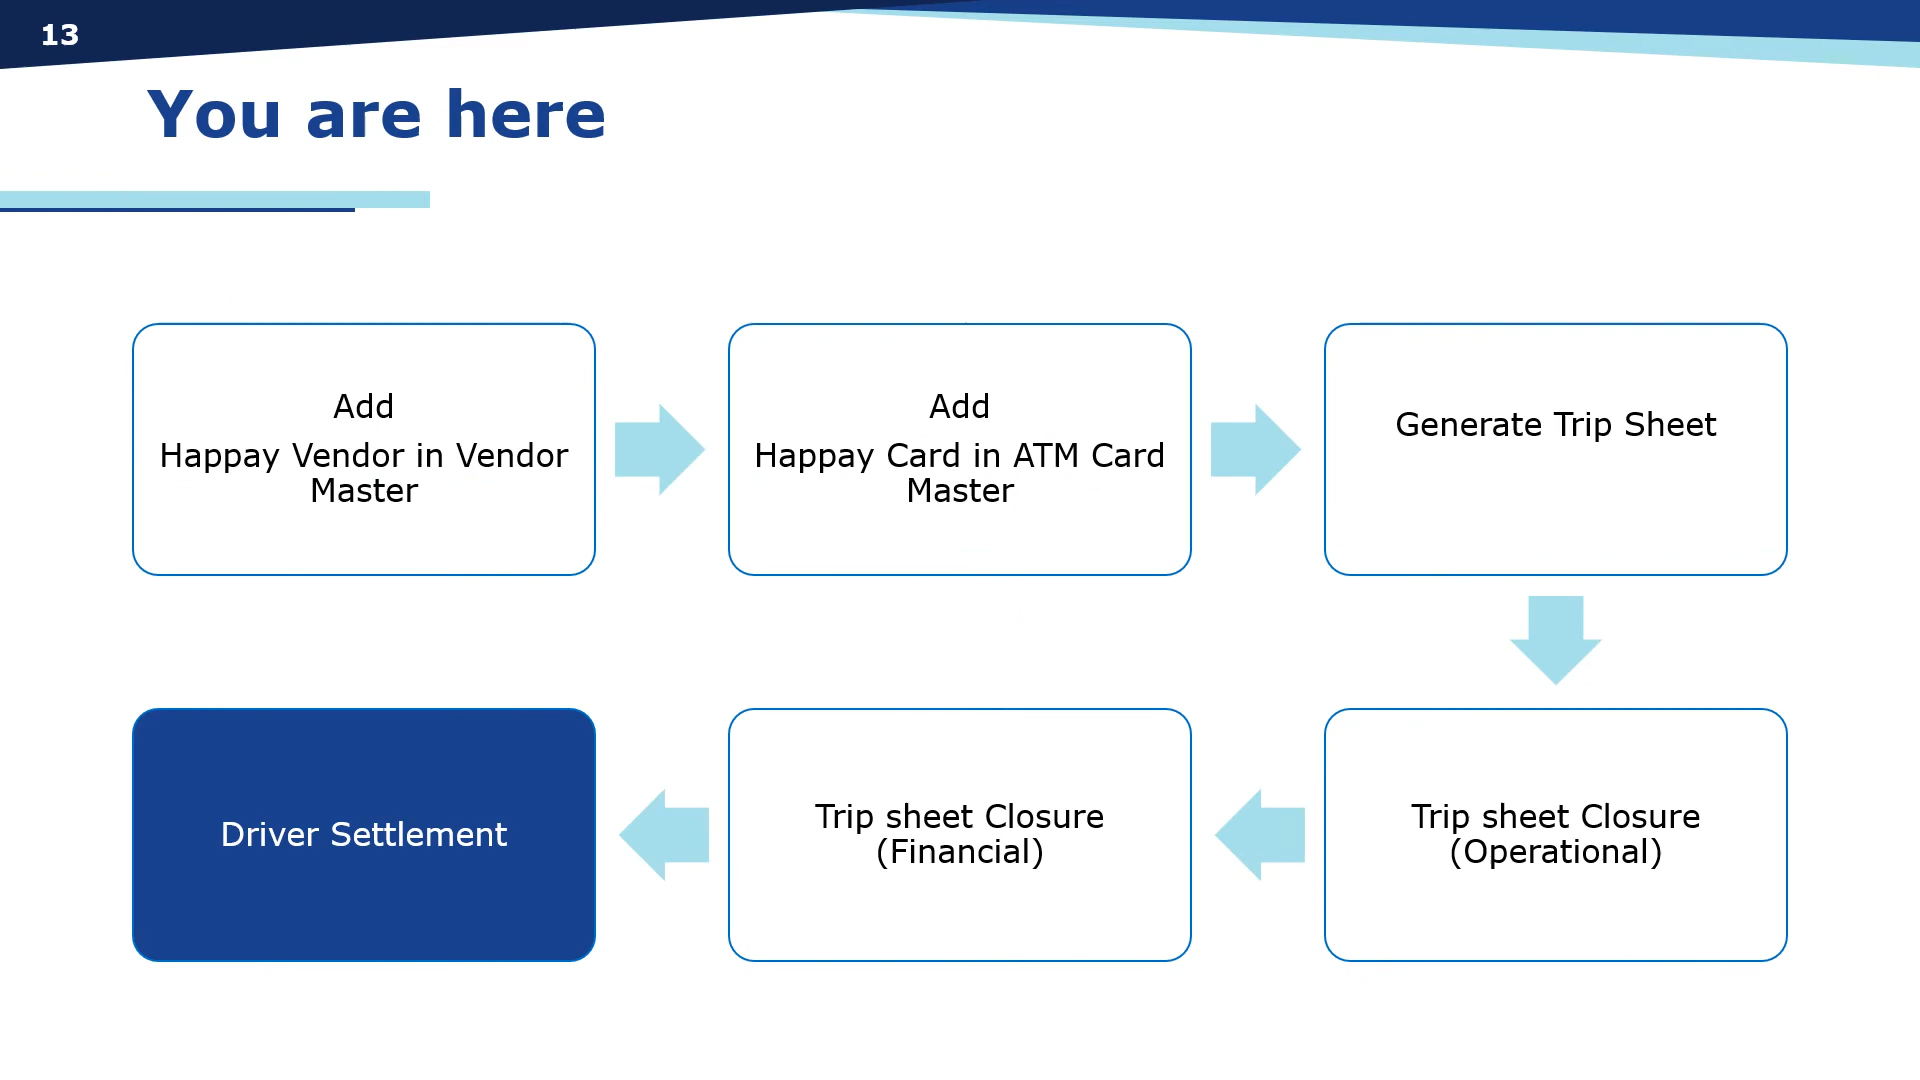 13
You are here
Add
Happay Vendor in Vendor
Master
Add
Happay Card in ATM Card
Master
Generate Trip Sheet
Driver Settlement
Trip sheet Closure
(Financial)
Trip sheet Closure
(Operational)